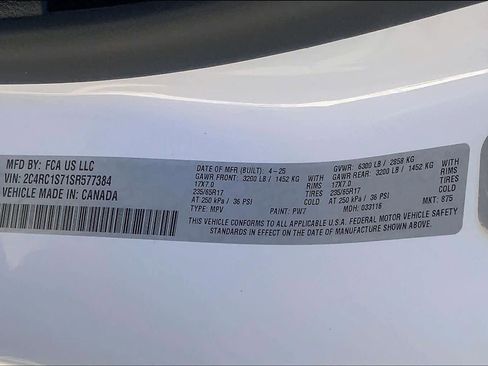 MFD BY: FCA US LLC
VIN: 2C4RC1S71SR577384
VEHICLE MADE IN: CANADA
DATE OF MFR (BUILT): 4-25 GVWR: 6300 LB / 2858 KG
GAWR FRONT: 3200 LB / 1452 KG WITH GAWR REAR: 3200 LB / 1452 KG WITH
17X7.0 RIMS 17X7.0 RIMS
235/65R17 TIRES 235/65R17 TIRES
AT 250 kPa / 36 PSI COLD AT 250 kPa / 36 PSI COLD
TYPE: MPV PAINT: PW7 MDH: 033116 MKT: 875
THIS VEHICLE CONFORMS TO ALL APPLICABLE U.S.A. FEDERAL MOTOR VEHICLE SAFETY
STANDARDS IN EFFECT ON THE DATE OF MANUFACTURE SHOWN ABOVE.